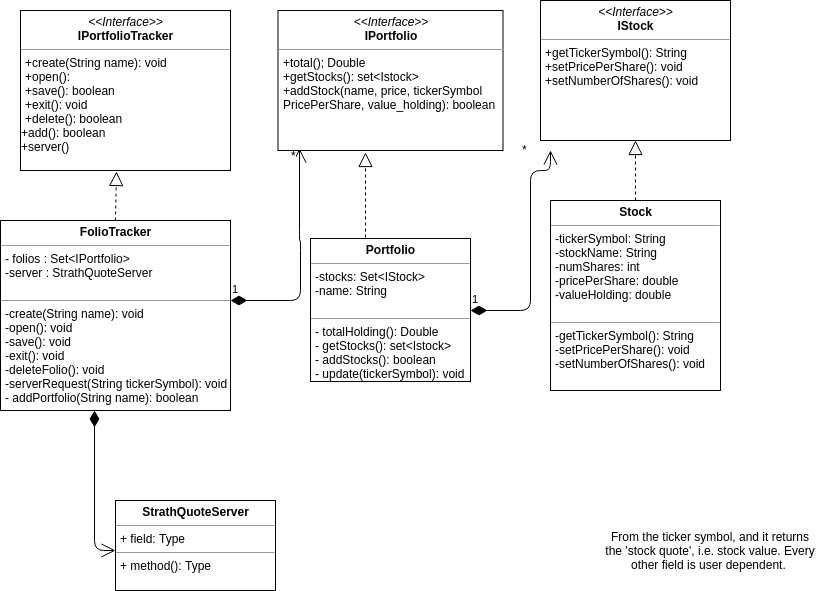 <<Interface>>
IPortfolioTracker
+create(String name): void
+open():
+save(): boolean
+exit(): void
+delete(): boolean
+add(): boolean
+server()
<<Interface>>
IPortfolio
+total(); Double
+getStocks(): set<Istock>
+addStock(name, price, tickerSymbol
PricePerShare, value_holding): boolean
<<Interface>>
IStock
+getTickerSymbol(): String
+setPricePerShare(): void
+setNumberOfShares(): void
*
*
FolioTracker
- folios : Set<IPortfolio>
-server : StrathQuoteServer
-create(String name): void
-open(): void
-save(): void
-exit(): void
-deleteFolio(): void
-serverRequest(String tickerSymbol): void
- addPortfolio(String name): boolean
1
Portfolio
-stocks: Set<IStock>
-name: String
- totalHolding(): Double
- getStocks(): set<Istock>
- addStocks(): boolean
- update(tickerSymbol): void
1
Stock
-tickerSymbol: String
-stockName: String
-numShares: int
-pricePerShare: double
-valueHolding: double
-getTickerSymbol(): String
-setPricePerShare(): void
-setNumberOfShares(): void
StrathQuoteServer
+ field: Type
+ method(): Type
From the ticker symbol, and it returns
the 'stock quote', i.e. stock value. Every
other field is user dependent.